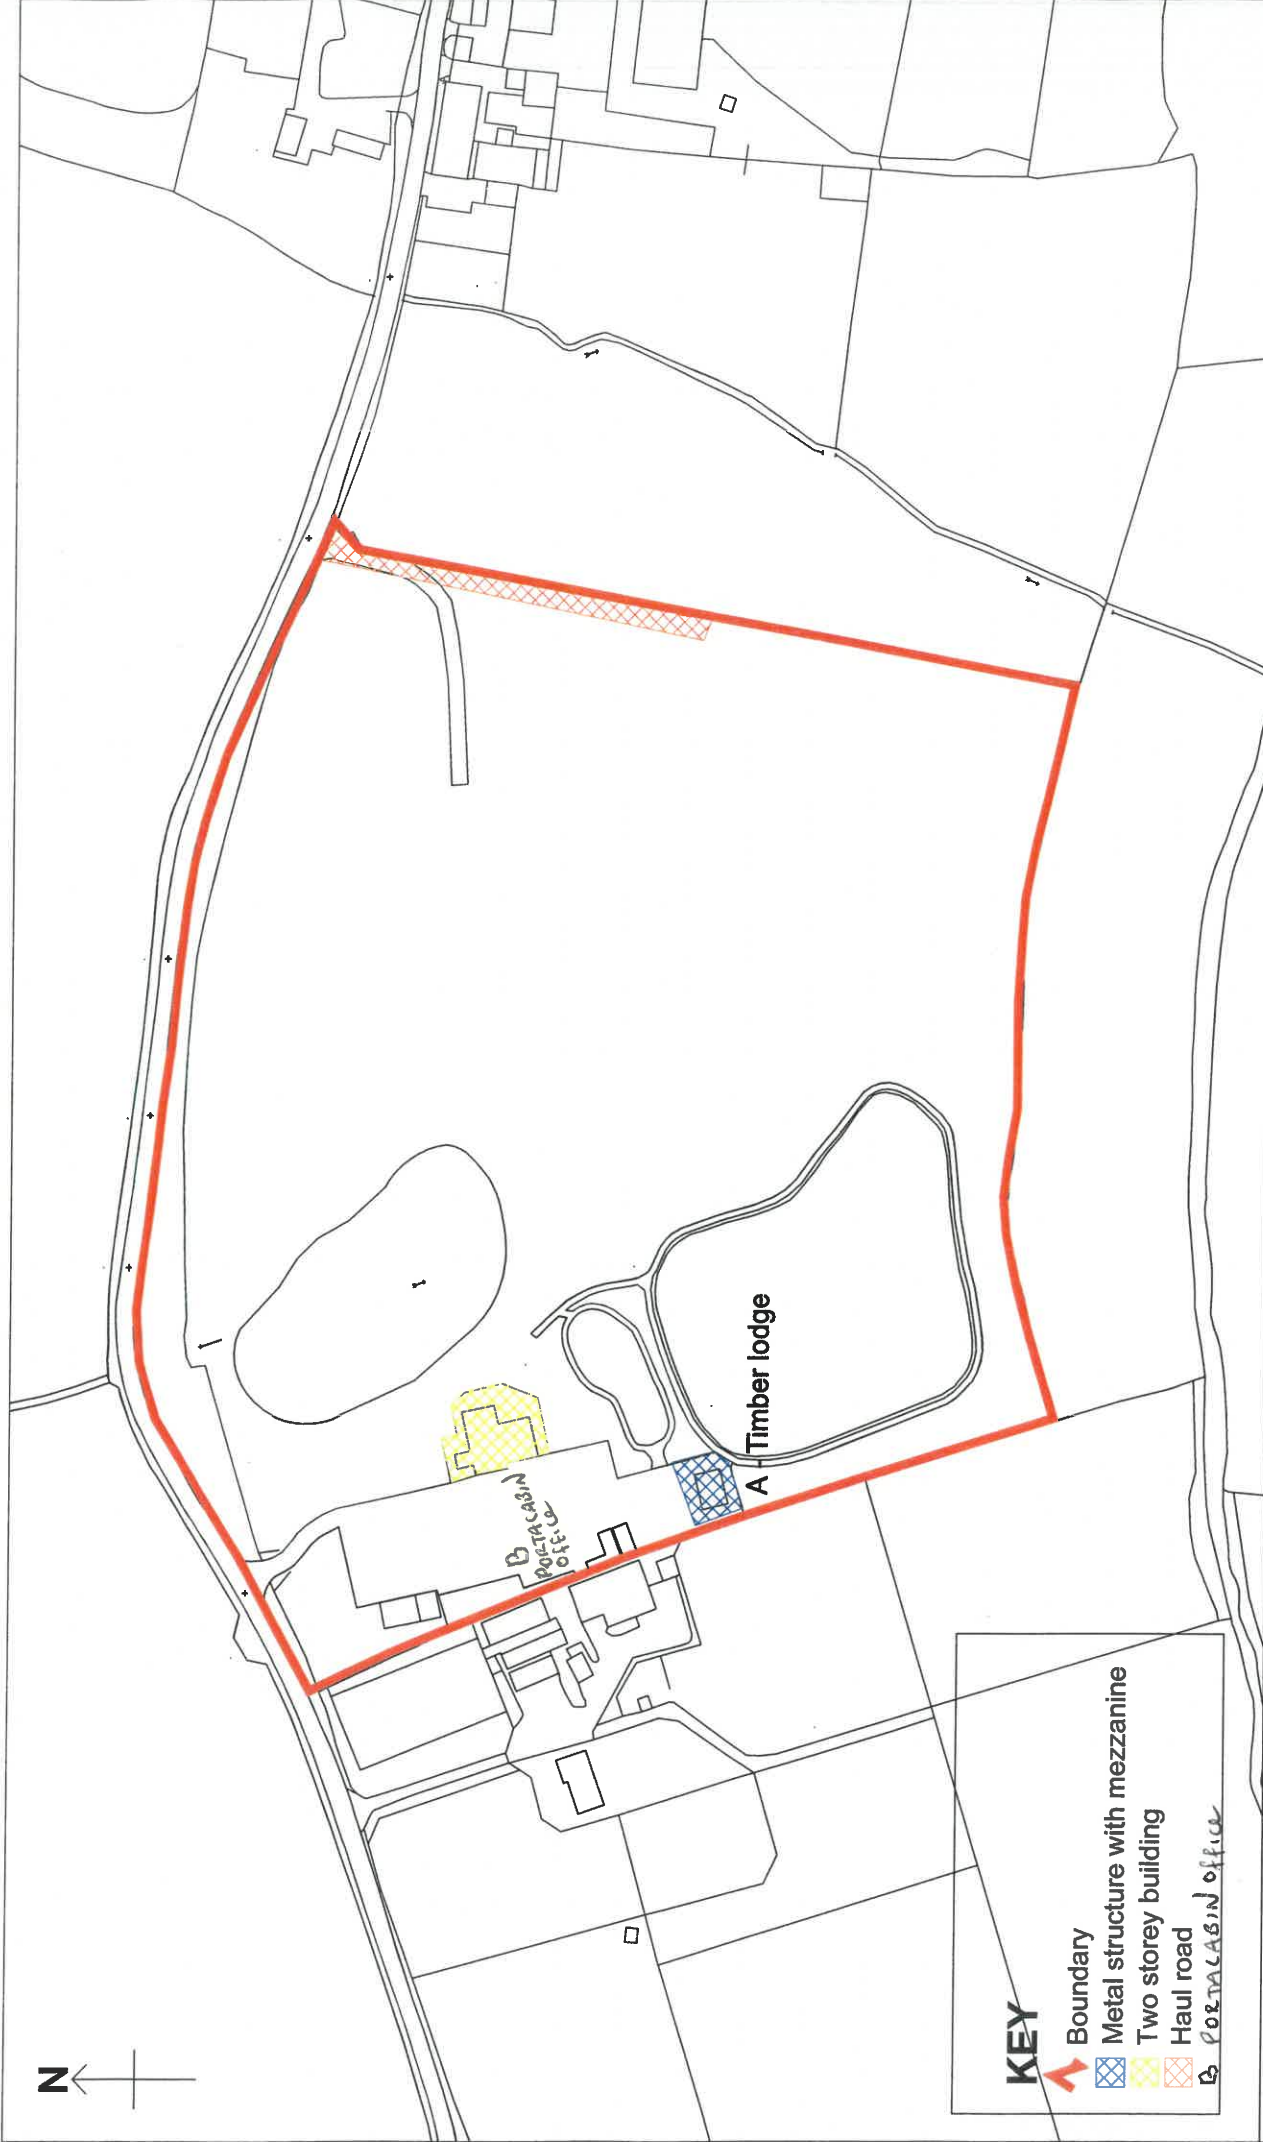 N
B
PORTACABIN
OFFICE
A - Timber lodge
KEY
Boundary
Metal structure with mezzanine
Two storey building
Haul road
B PORTACABIN Office